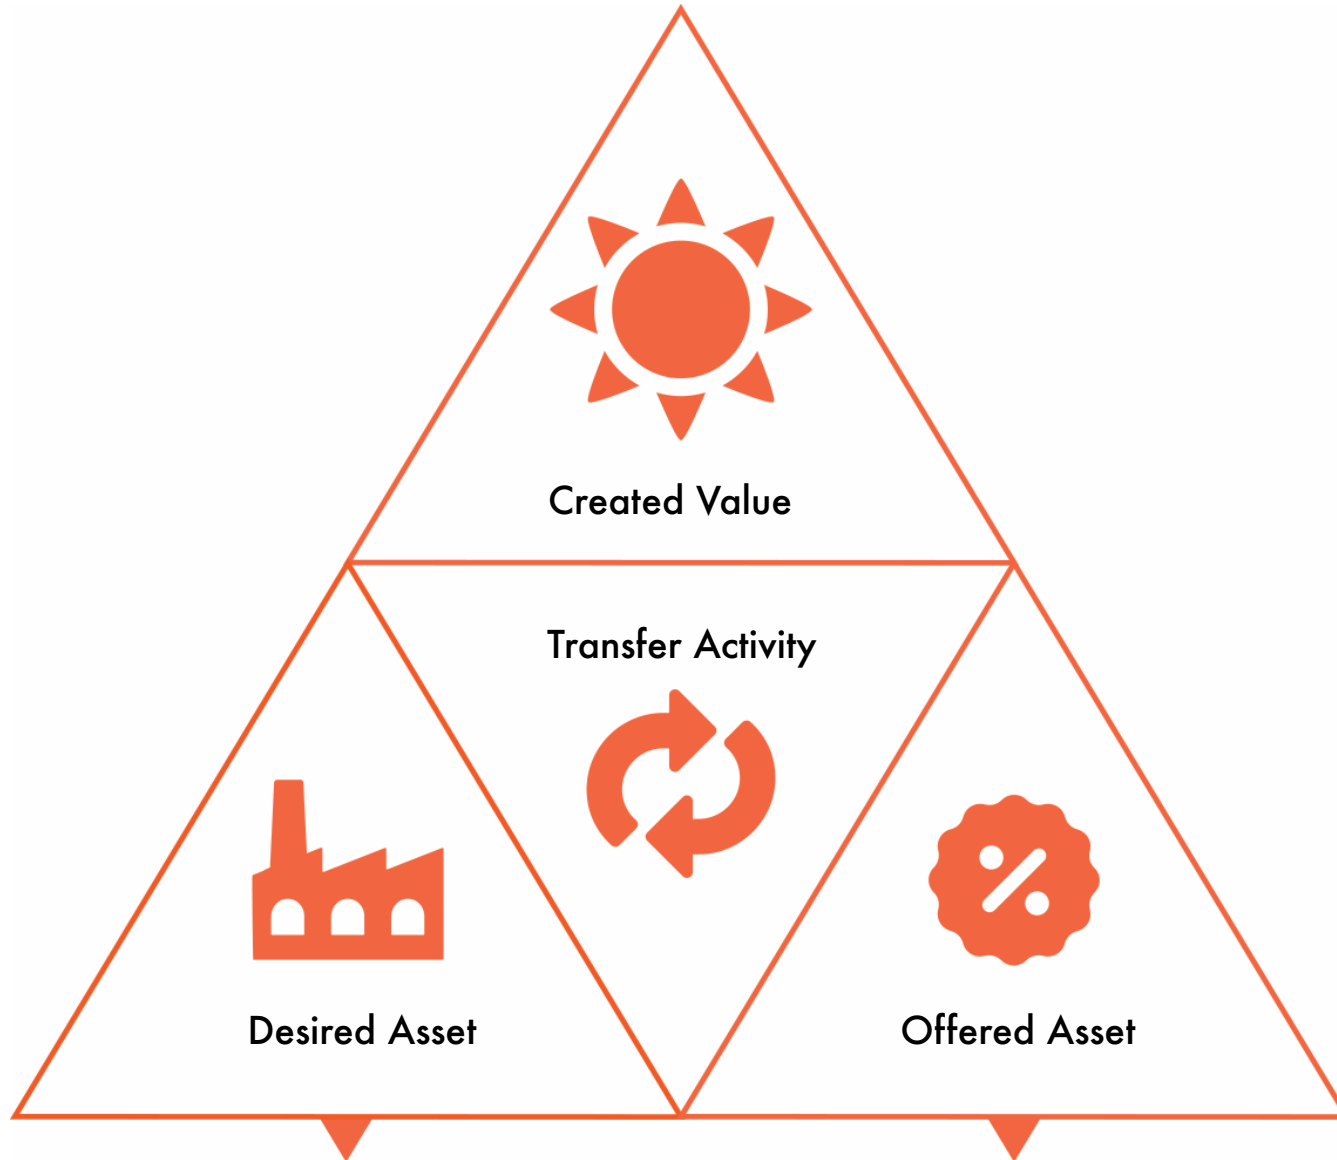 Created Value
Transfer Activity
Desired Asset
Offered Asset